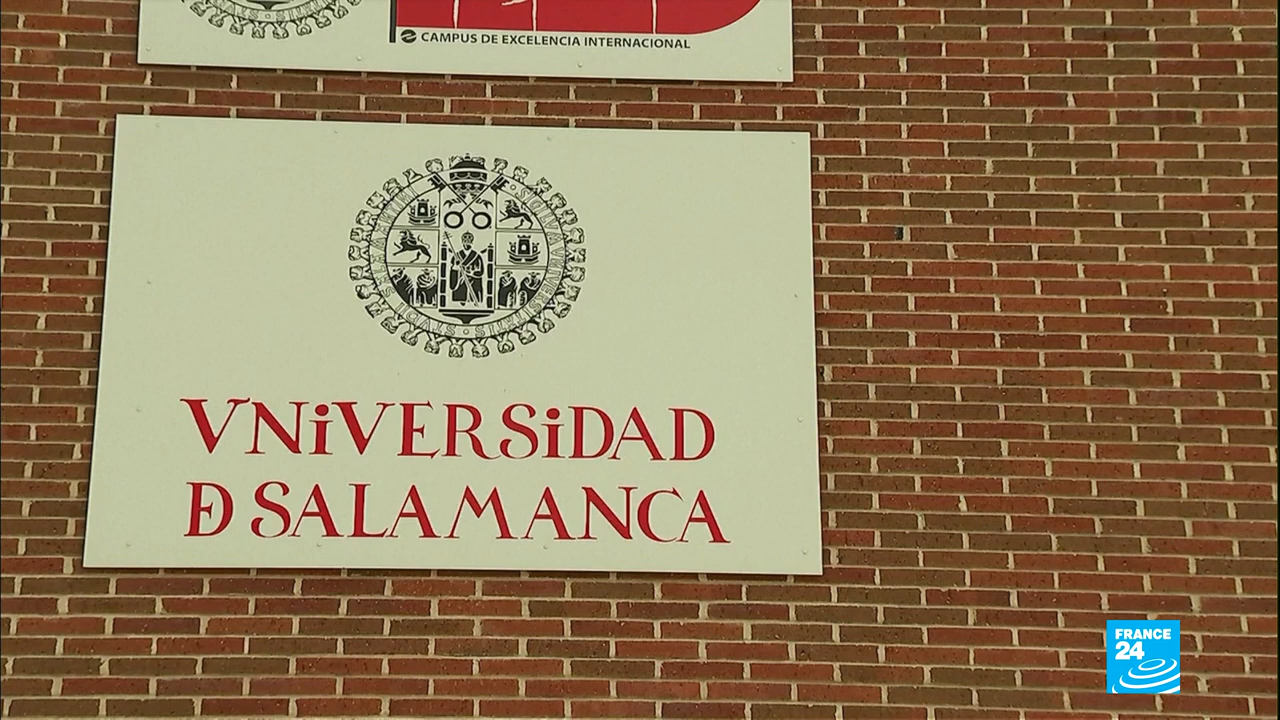 CAMPUS DE EXCELENCIA INTERNACIONAL
VNiVERSiDAD
Ð SALAMANCA
FRANCE
24